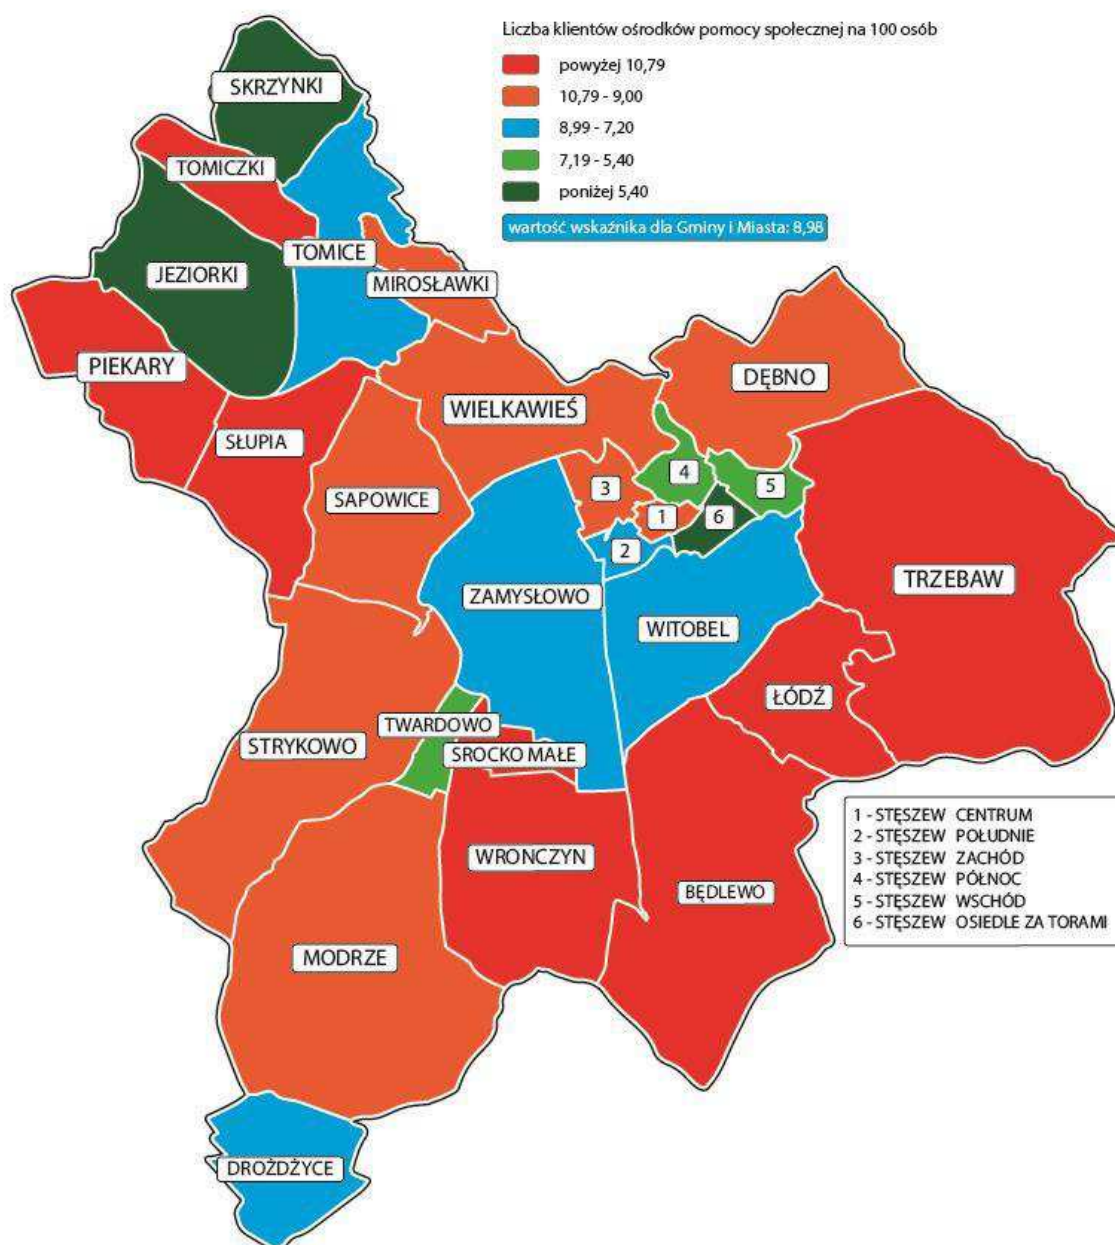 Liczba klientów ośrodków pomocy społecznej na 100 osób
powyżej 10,79
10,79 - 9,00
8,99 - 7,20
7,19 - 5,40
poniżej 5,40
wartość wskaźnika dla Gminy i Miasta: 8,98
SKRZYNKI
TOMICZKI
TOMICE
JEZIORKI
MIROSŁAWKI
PIEKARY
DĘBNO
WIELKAWIEŚ
SŁUPIA
SAPOWICE
3
4
5
1
6
2
ZAMYSŁOWO
TRZEBAW
WITOBEL
ŁÓDŹ
TWARDOWO
STRYKOWO
SROCKO MAŁE
WRONCZYN
BĘDLEWO
MODRZE
DROŻDŻYCE
1 - STĘSZEW CENTRUM
2 - STĘSZEW POŁUDNIE
3 - STĘSZEW ZACHÓD
4 - STĘSZEW PÓŁNOC
5 - STĘSZEW WSCHÓD
6 - STĘSZEW OSIEDLE ZA TORAMI